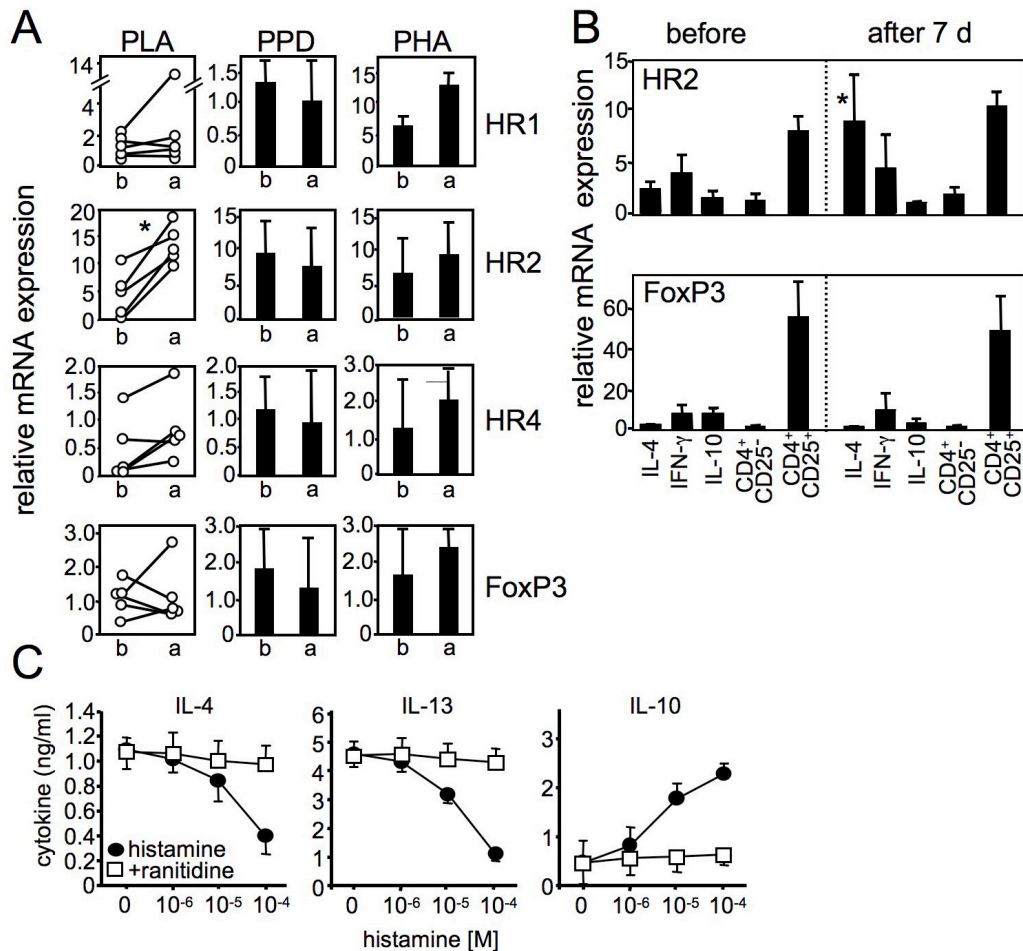 A
PLA PPD PHA
relative mRNA expression
14
4
2
0
b a
1.5
1.0
0.5
0
b a
15
10
5
0
b a
HR1
20
15
10
5
0
b a
*
15
10
5
0
b a
15
10
5
0
b a
HR2
2.0
1.5
1.0
0.5
0
b a
2.0
1.5
1.0
0.5
0
b a
3.0
2.0
1.0
0
b a
HR4
3.0
2.0
1.0
0
b a
3.0
2.0
1.0
0
b a
3.0
2.0
1.0
0
b a
FoxP3
B
before after 7 d
relative mRNA expression
15
10
5
0
HR2
*
60
40
20
0
FoxP3
IL-4
IFN-γ
IL-10
CD4⁺
CD25⁻
CD4⁺
CD25⁺
IL-4
IFN-γ
IL-10
CD4⁺
CD25⁻
CD4⁺
CD25⁺
C
cytokine (ng/ml)
IL-4
1.4
1.2
1.0
0.8
0.6
0.4
0.2
0
histamine
+ranitidine
0 10⁻⁶ 10⁻⁵ 10⁻⁴
IL-13
6
5
4
3
2
1
0
0 10⁻⁶ 10⁻⁵ 10⁻⁴
IL-10
3
2
1
0
0 10⁻⁶ 10⁻⁵ 10⁻⁴
histamine [M]